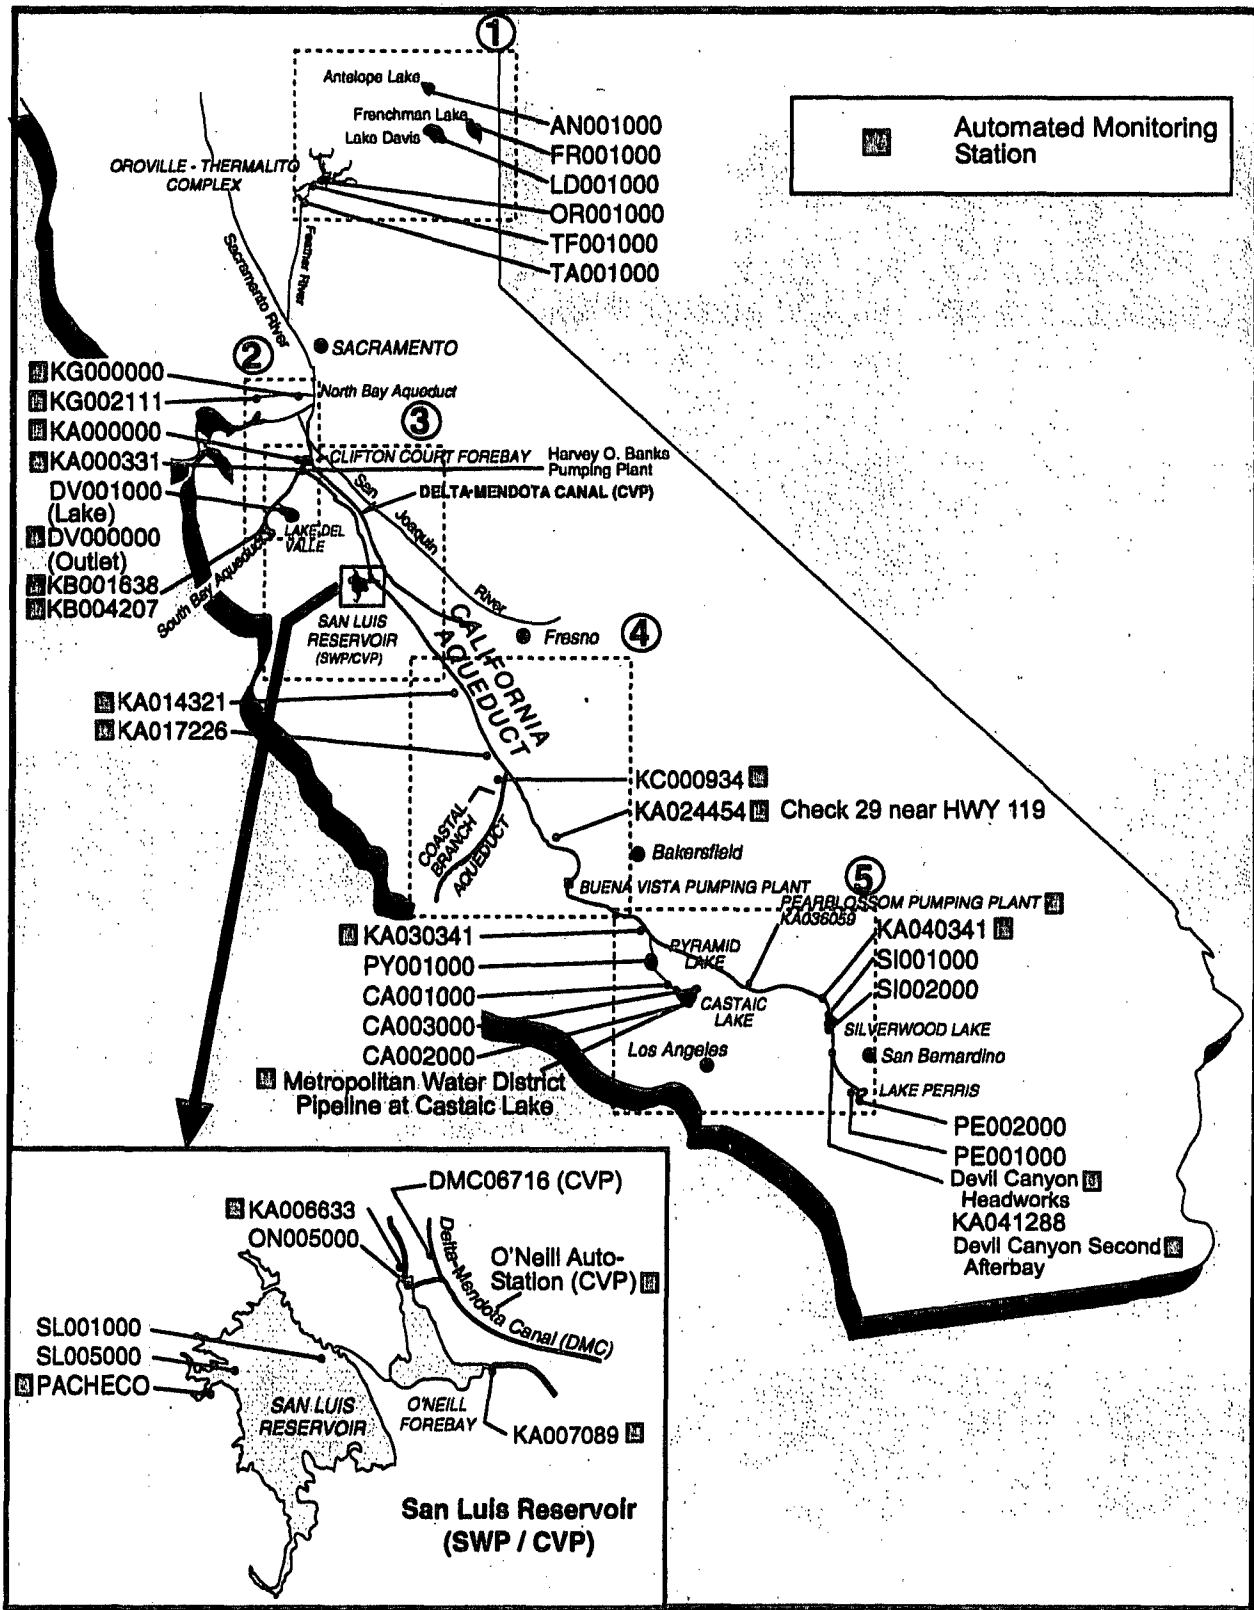 1
Antelope Lake
Frenchman Lake
Lake Davis
AN001000
FR001000
LD001000
OR001000
TF001000
TA001000
Automated Monitoring
Station
OROVILLE - THERMALITO
COMPLEX
Sacramento River
Feather River
SACRAMENTO
2
KG000000
KG002111
KA000000
KA000331
DV001000
(Lake)
DV000000
(Outlet)
KB001638
KB004207
North Bay Aqueduct
3
CLIFTON COURT FOREBAY
Harvey O. Banks
Pumping Plant
DELTA-MENDOTA CANAL (CVP)
San Joaquin River
LAKE DEL
VALLE
South Bay Aqueduct
SAN LUIS
RESERVOIR
(SWP/CVP)
CALIFORNIA
AQUEDUCT
Fresno
4
KA014321
KA017226
KC000934
KA024454 Check 29 near HWY 119
COASTAL
BRANCH
AQUEDUCT
Bakersfield
BUENA VISTA PUMPING PLANT
5
PEARBLOSSOM PUMPING PLANT
KA036059
KA030341
PY001000
CA001000
CA003000
CA002000
Metropolitan Water District
Pipeline at Castaic Lake
PYRAMID
LAKE
CASTAIC
LAKE
Los Angeles
KA040341
SI001000
SI002000
SILVERWOOD LAKE
San Bernardino
LAKE PERRIS
PE002000
PE001000
Devil Canyon
Headworks
KA041288
Devil Canyon Second
Afterbay
DMC06716 (CVP)
KA006633
ON005000
Delta-Mendota Canal (DMC)
O'Neill Auto-
Station (CVP)
SL001000
SL005000
PACHECO
SAN LUIS
RESERVOIR
O'NEILL
FOREBAY
KA007089
San Luis Reservoir
(SWP / CVP)